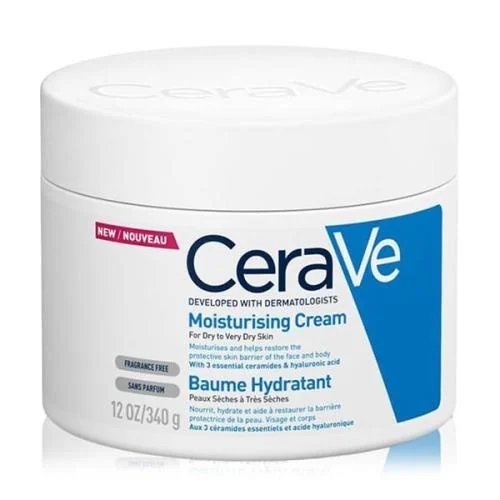 CeraVe
NEW / NOUVEAU
CeraVe
DEVELOPED WITH DERMATOLOGISTS
Moisturising Cream
For Dry to Very Dry Skin
Moisturises and helps restore the
protective skin barrier of the face and body
With 3 essential ceramides & hyaluronic acid
FRAGRANCE FREE
SANS PARFUM
Baume Hydratant
Peaux Sèches à Très Sèches
Nourrit, hydrate et aide à restaurer la barrière
protectrice de la peau. Visage et corps
Aux 3 céramides essentiels et acide hyaluronique
12 OZ/340 g